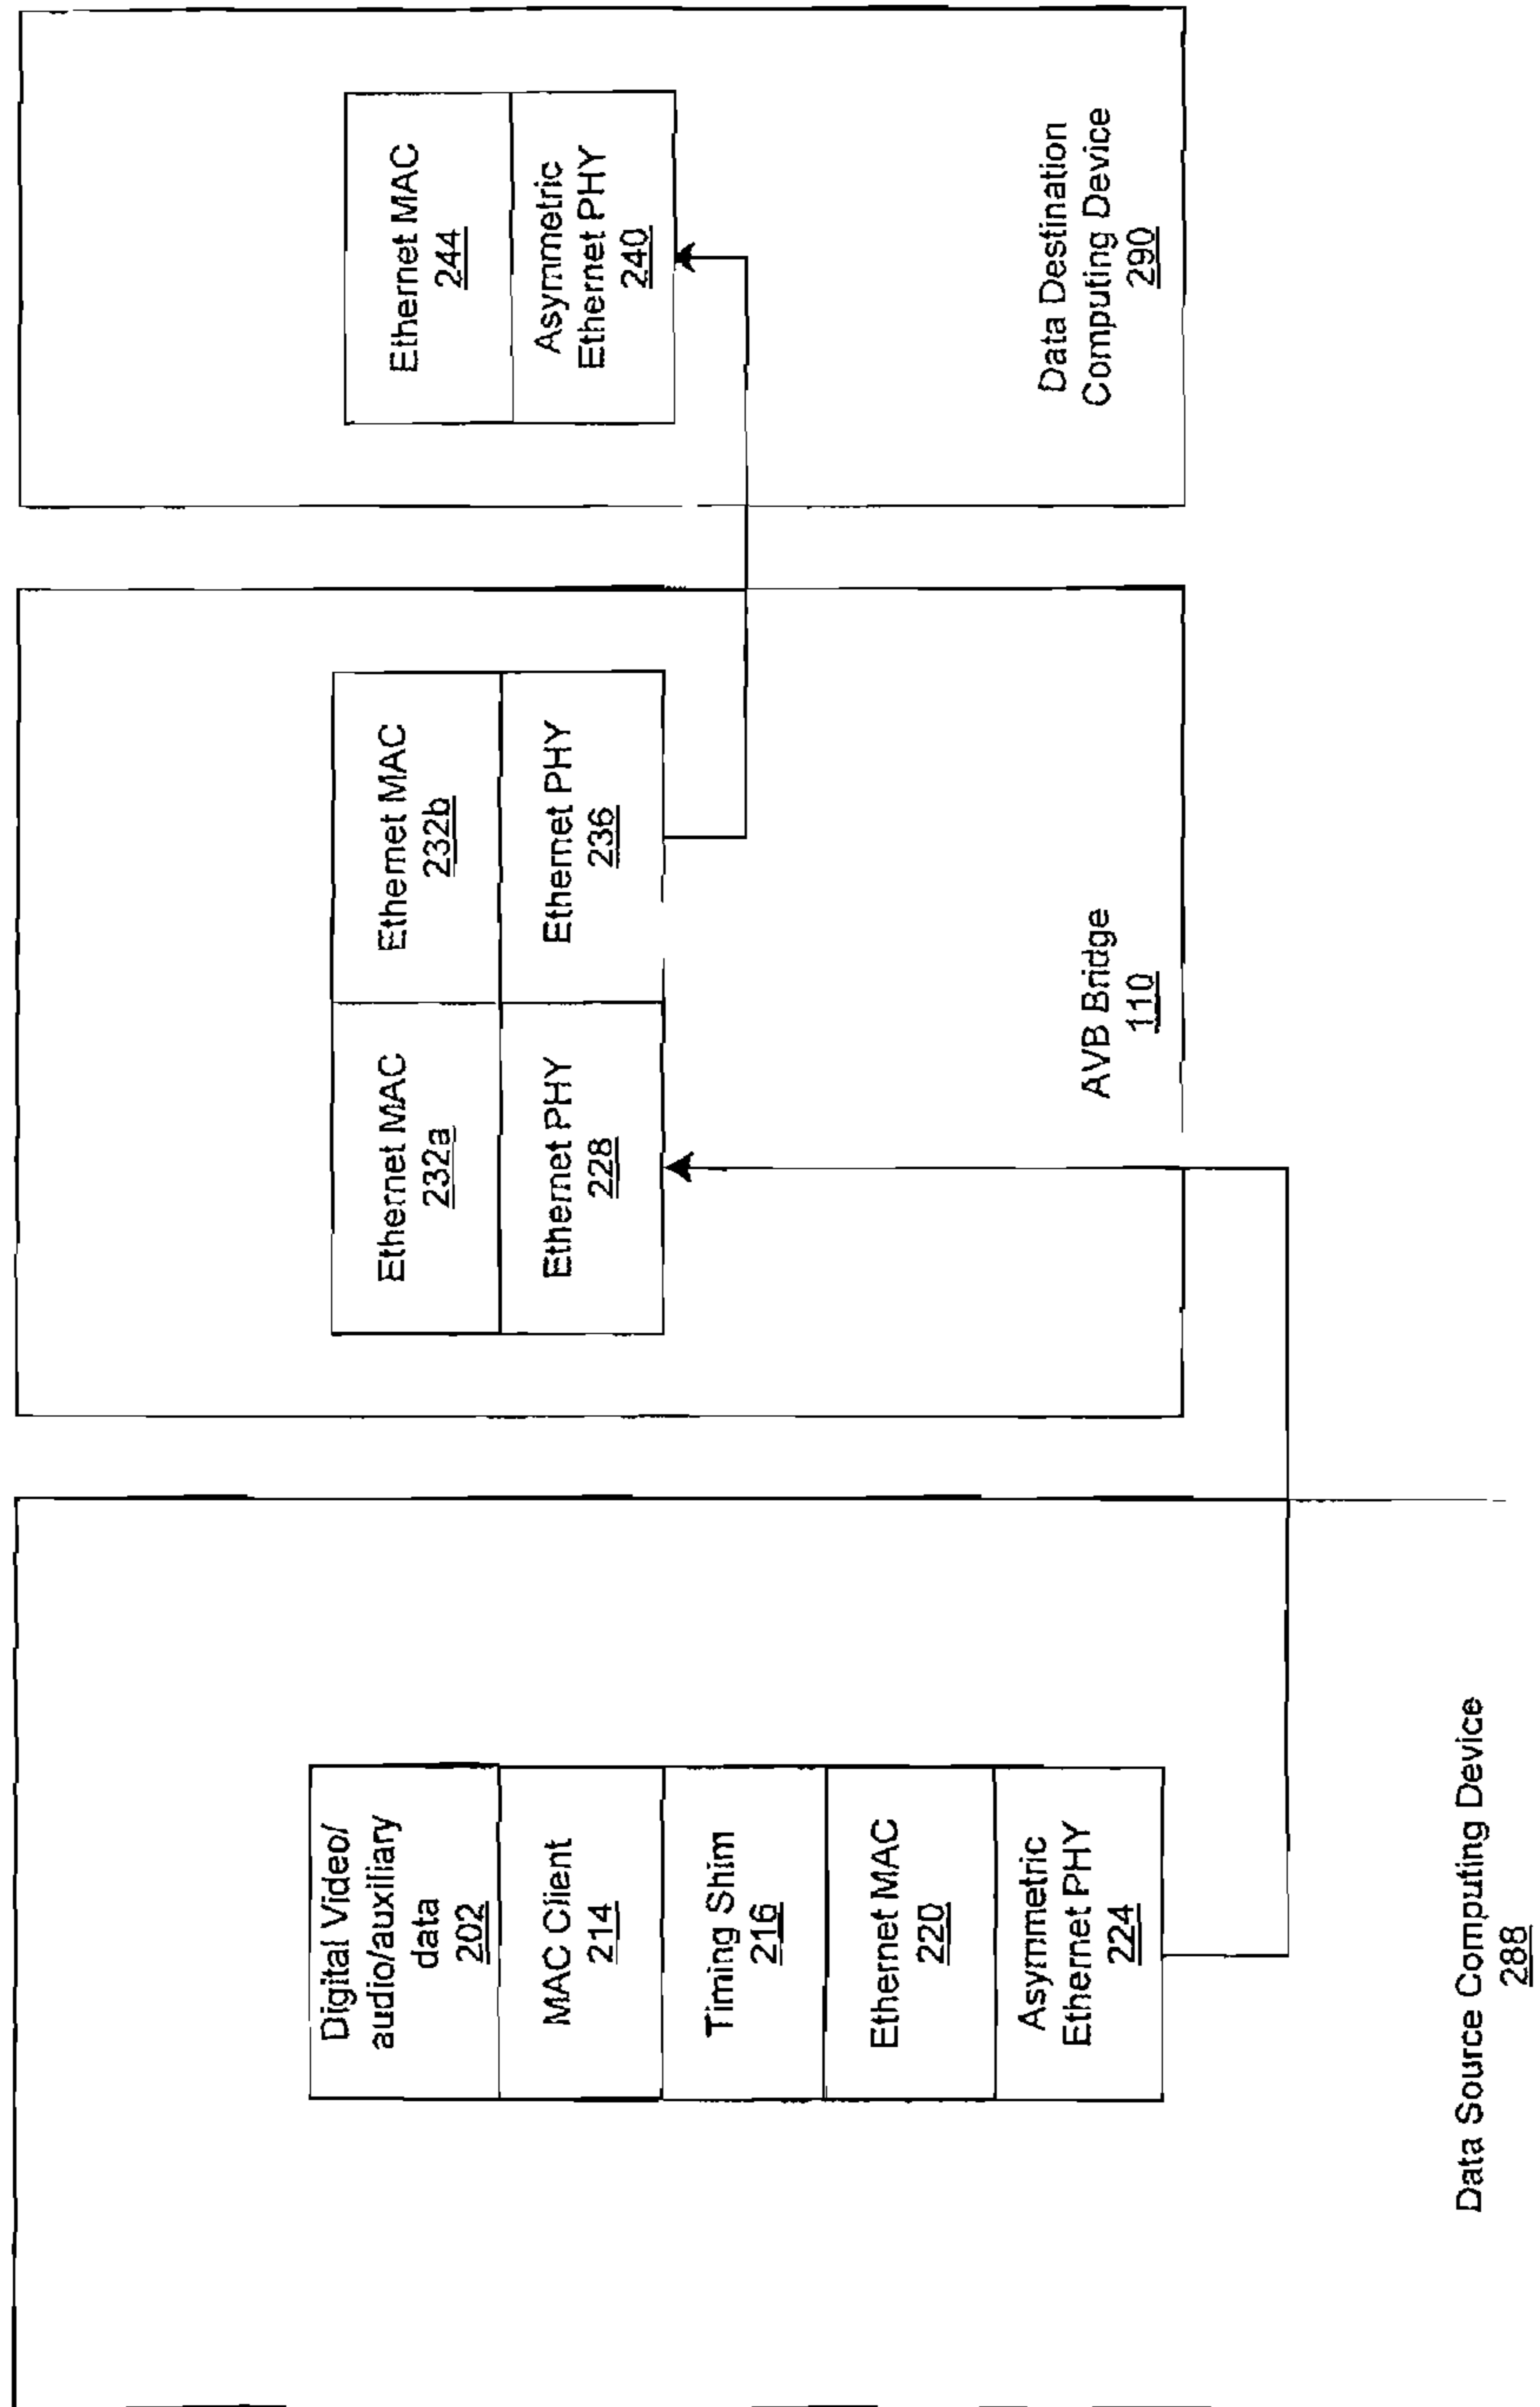 Digital Video/
audio/auxiliary
data
202
MAC Client
214
Timing Shim
216
Ethernet MAC
220
Asymmetric
Ethernet PHY
224
Data Source Computing Device
288
Ethernet MAC
232a
Ethernet MAC
232b
Ethernet PHY
228
Ethernet PHY
236
AVB Bridge
110
Ethernet MAC
244
Asymmetric
Ethernet PHY
240
Data Destination
Computing Device
290